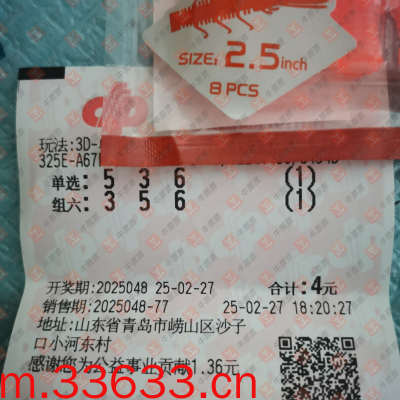 SIZE: 2.5inch
8 PCS
玩法:3D-
325E-A67
单选: 5 3 6 (1)
组六: 3 5 6 (1)
开奖期:2025048 25-02-27 合计:4元
销售期:2025048-77 25-02-27 18:20:27
地址:山东省青岛市崂山区沙子
口小河东村
感谢您为公益事业贡献1.36元
m.33633.cn